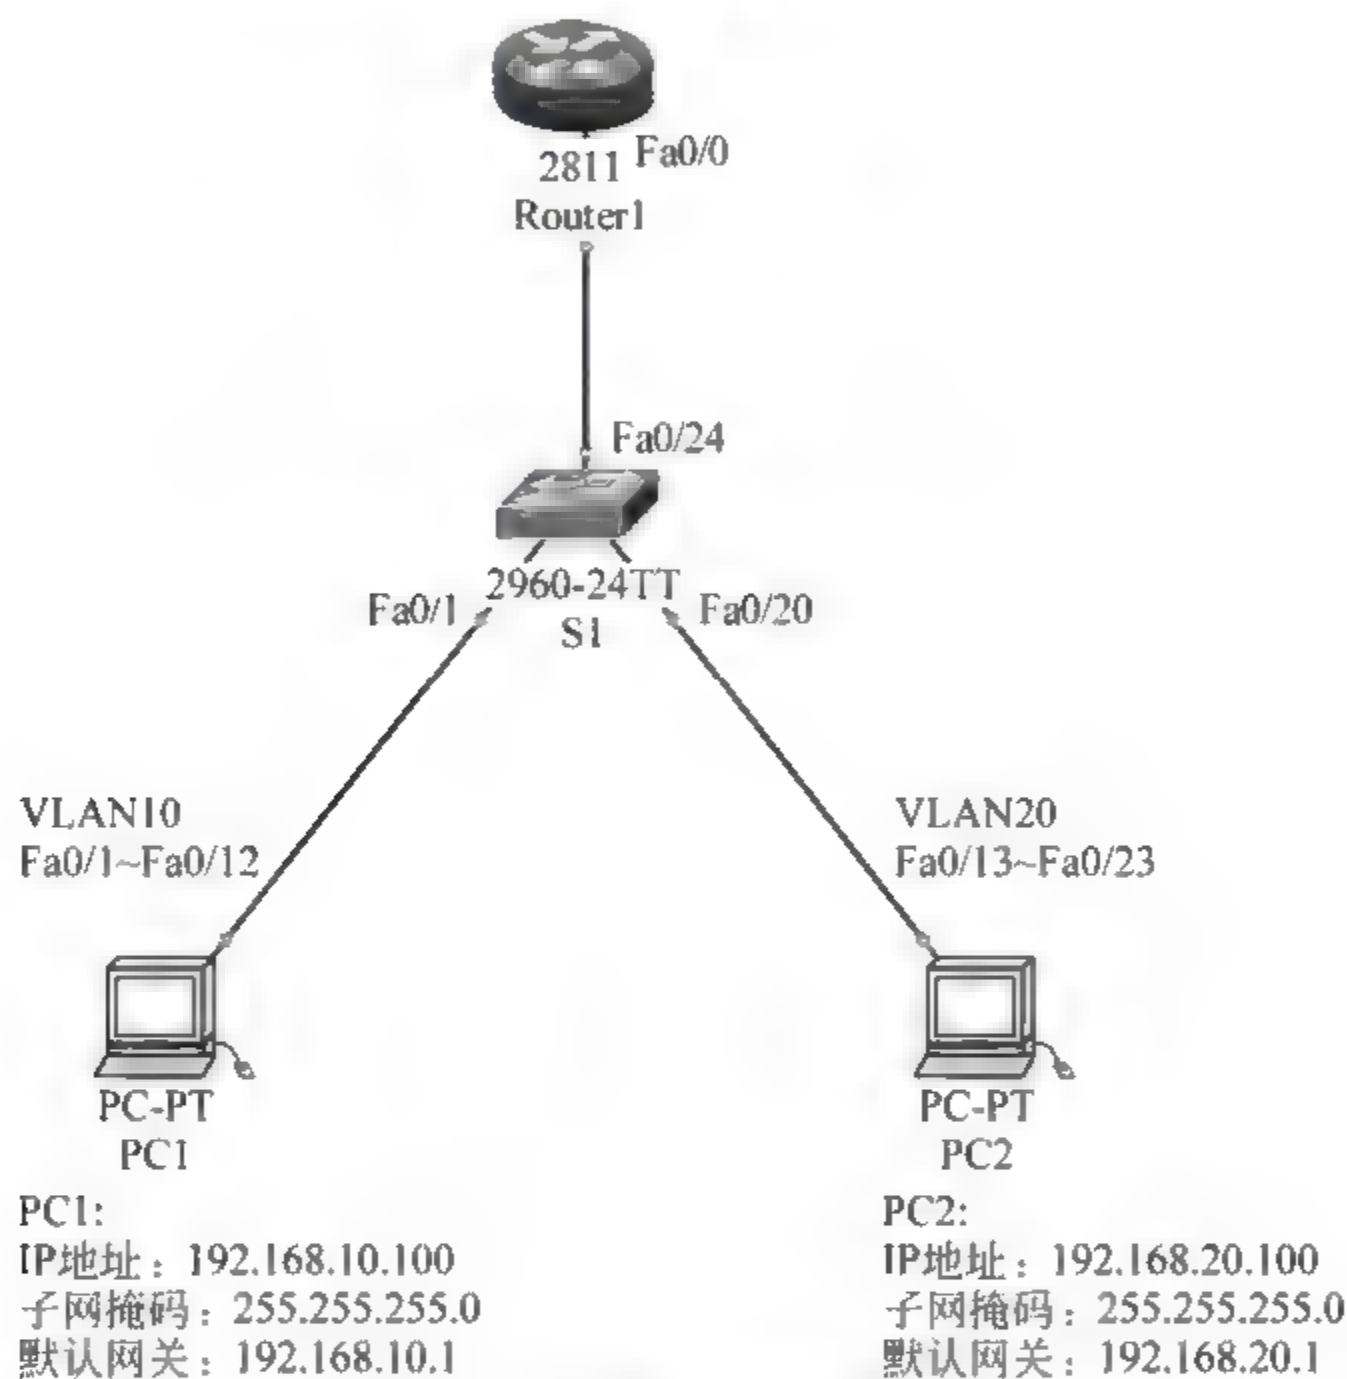 Fa0/0
2811
Router1
Fa0/24
2960-24TT
Fa0/1
Fa0/20
S1
VLAN10
Fa0/1~Fa0/12
VLAN20
Fa0/13~Fa0/23
PC-PT
PC1
PC-PT
PC2
PC1:
IP地址：192.168.10.100
子网掩码：255.255.255.0
默认网关：192.168.10.1
PC2:
IP地址：192.168.20.100
子网掩码：255.255.255.0
默认网关：192.168.20.1